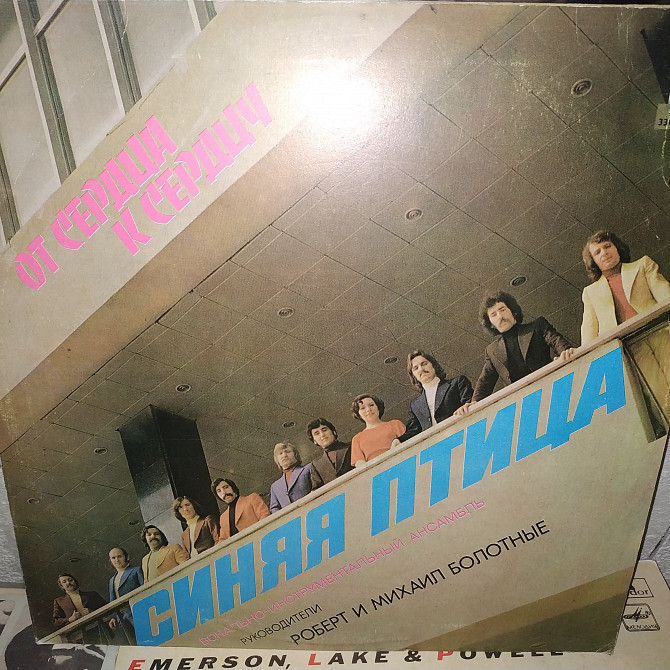 ОТ СЕРДЦА
К СЕРДЦУ
СИНЯЯ ПТИЦА
ВОКАЛЬНО-ИНСТРУМЕНТАЛЬНЫЙ АНСАМБЛЬ
РУКОВОДИТЕЛИ
РОБЕРТ И МИХАИЛ БОЛОТНЫЕ
EMERSON, LAKE & POWELL